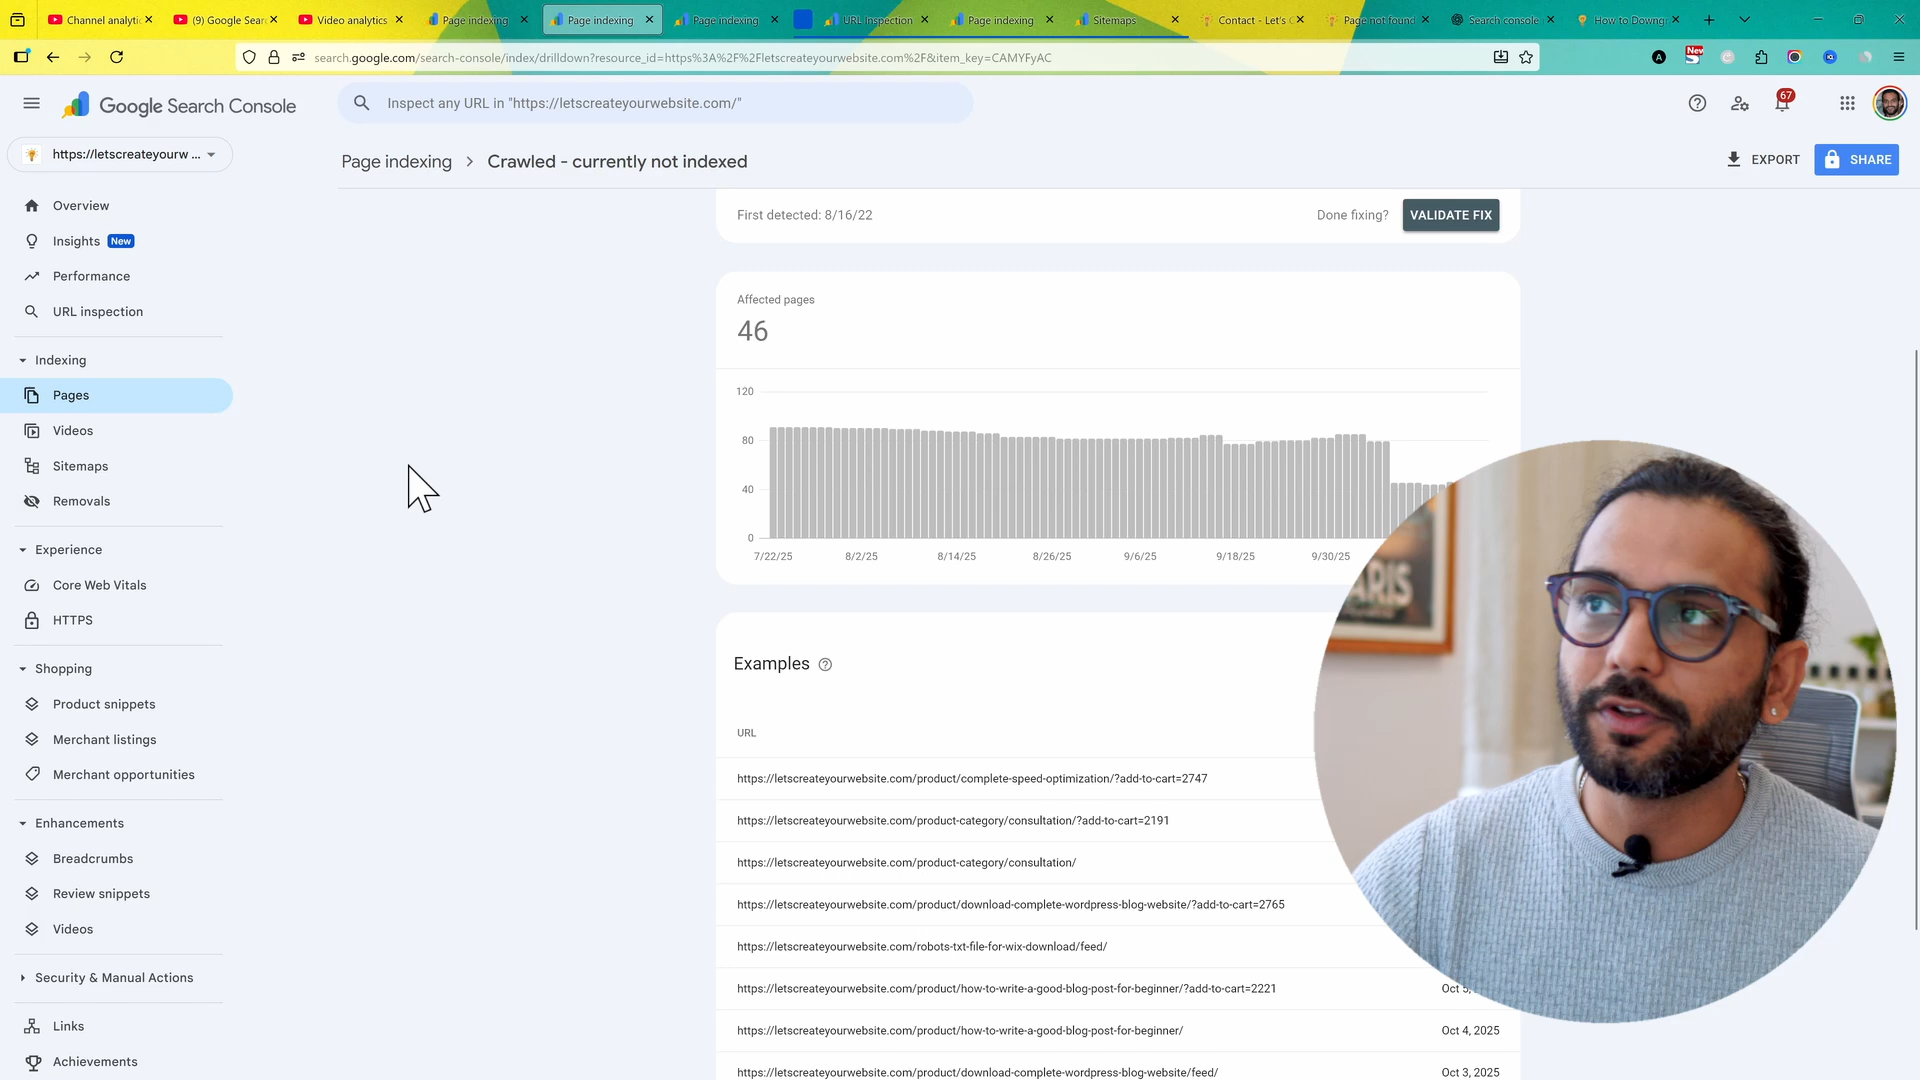 Channel analytic
(9) Google Sear
Video analytics
Page indexing
Page indexing
Page indexing
URL Inspection
Page indexing
Sitemaps
Contact - Let's C
Page not found
Search console
How to Downg
search.google.com/search-console/index/drilldown?resource_id=https%3A%2F%2Fletscreateyourwebsite.com%2F&item_key=CAMYFyAC
New
Google Search Console
Inspect any URL in "https://letscreateyourwebsite.com/"
67
https://letscreateyourw ...
Page indexing > Crawled - currently not indexed
EXPORT
SHARE
Overview
Insights New
Performance
URL inspection
Indexing
Pages
Videos
Sitemaps
Removals
Experience
Core Web Vitals
HTTPS
Shopping
Product snippets
Merchant listings
Merchant opportunities
Enhancements
Breadcrumbs
Review snippets
Videos
Security & Manual Actions
Links
Achievements
First detected: 8/16/22
Done fixing?
VALIDATE FIX
Affected pages
46
120
80
40
0
7/22/25 8/2/25 8/14/25 8/26/25 9/6/25 9/18/25 9/30/25
Examples
URL
https://letscreateyourwebsite.com/product/complete-speed-optimization/?add-to-cart=2747
https://letscreateyourwebsite.com/product-category/consultation/?add-to-cart=2191
https://letscreateyourwebsite.com/product-category/consultation/
https://letscreateyourwebsite.com/product/download-complete-wordpress-blog-website/?add-to-cart=2765
https://letscreateyourwebsite.com/robots-txt-file-for-wix-download/feed/
https://letscreateyourwebsite.com/product/how-to-write-a-good-blog-post-for-beginner/?add-to-cart=2221 Oct 5,
https://letscreateyourwebsite.com/product/how-to-write-a-good-blog-post-for-beginner/ Oct 4, 2025
https://letscreateyourwebsite.com/product/download-complete-wordpress-blog-website/feed/ Oct 3, 2025
ARIS